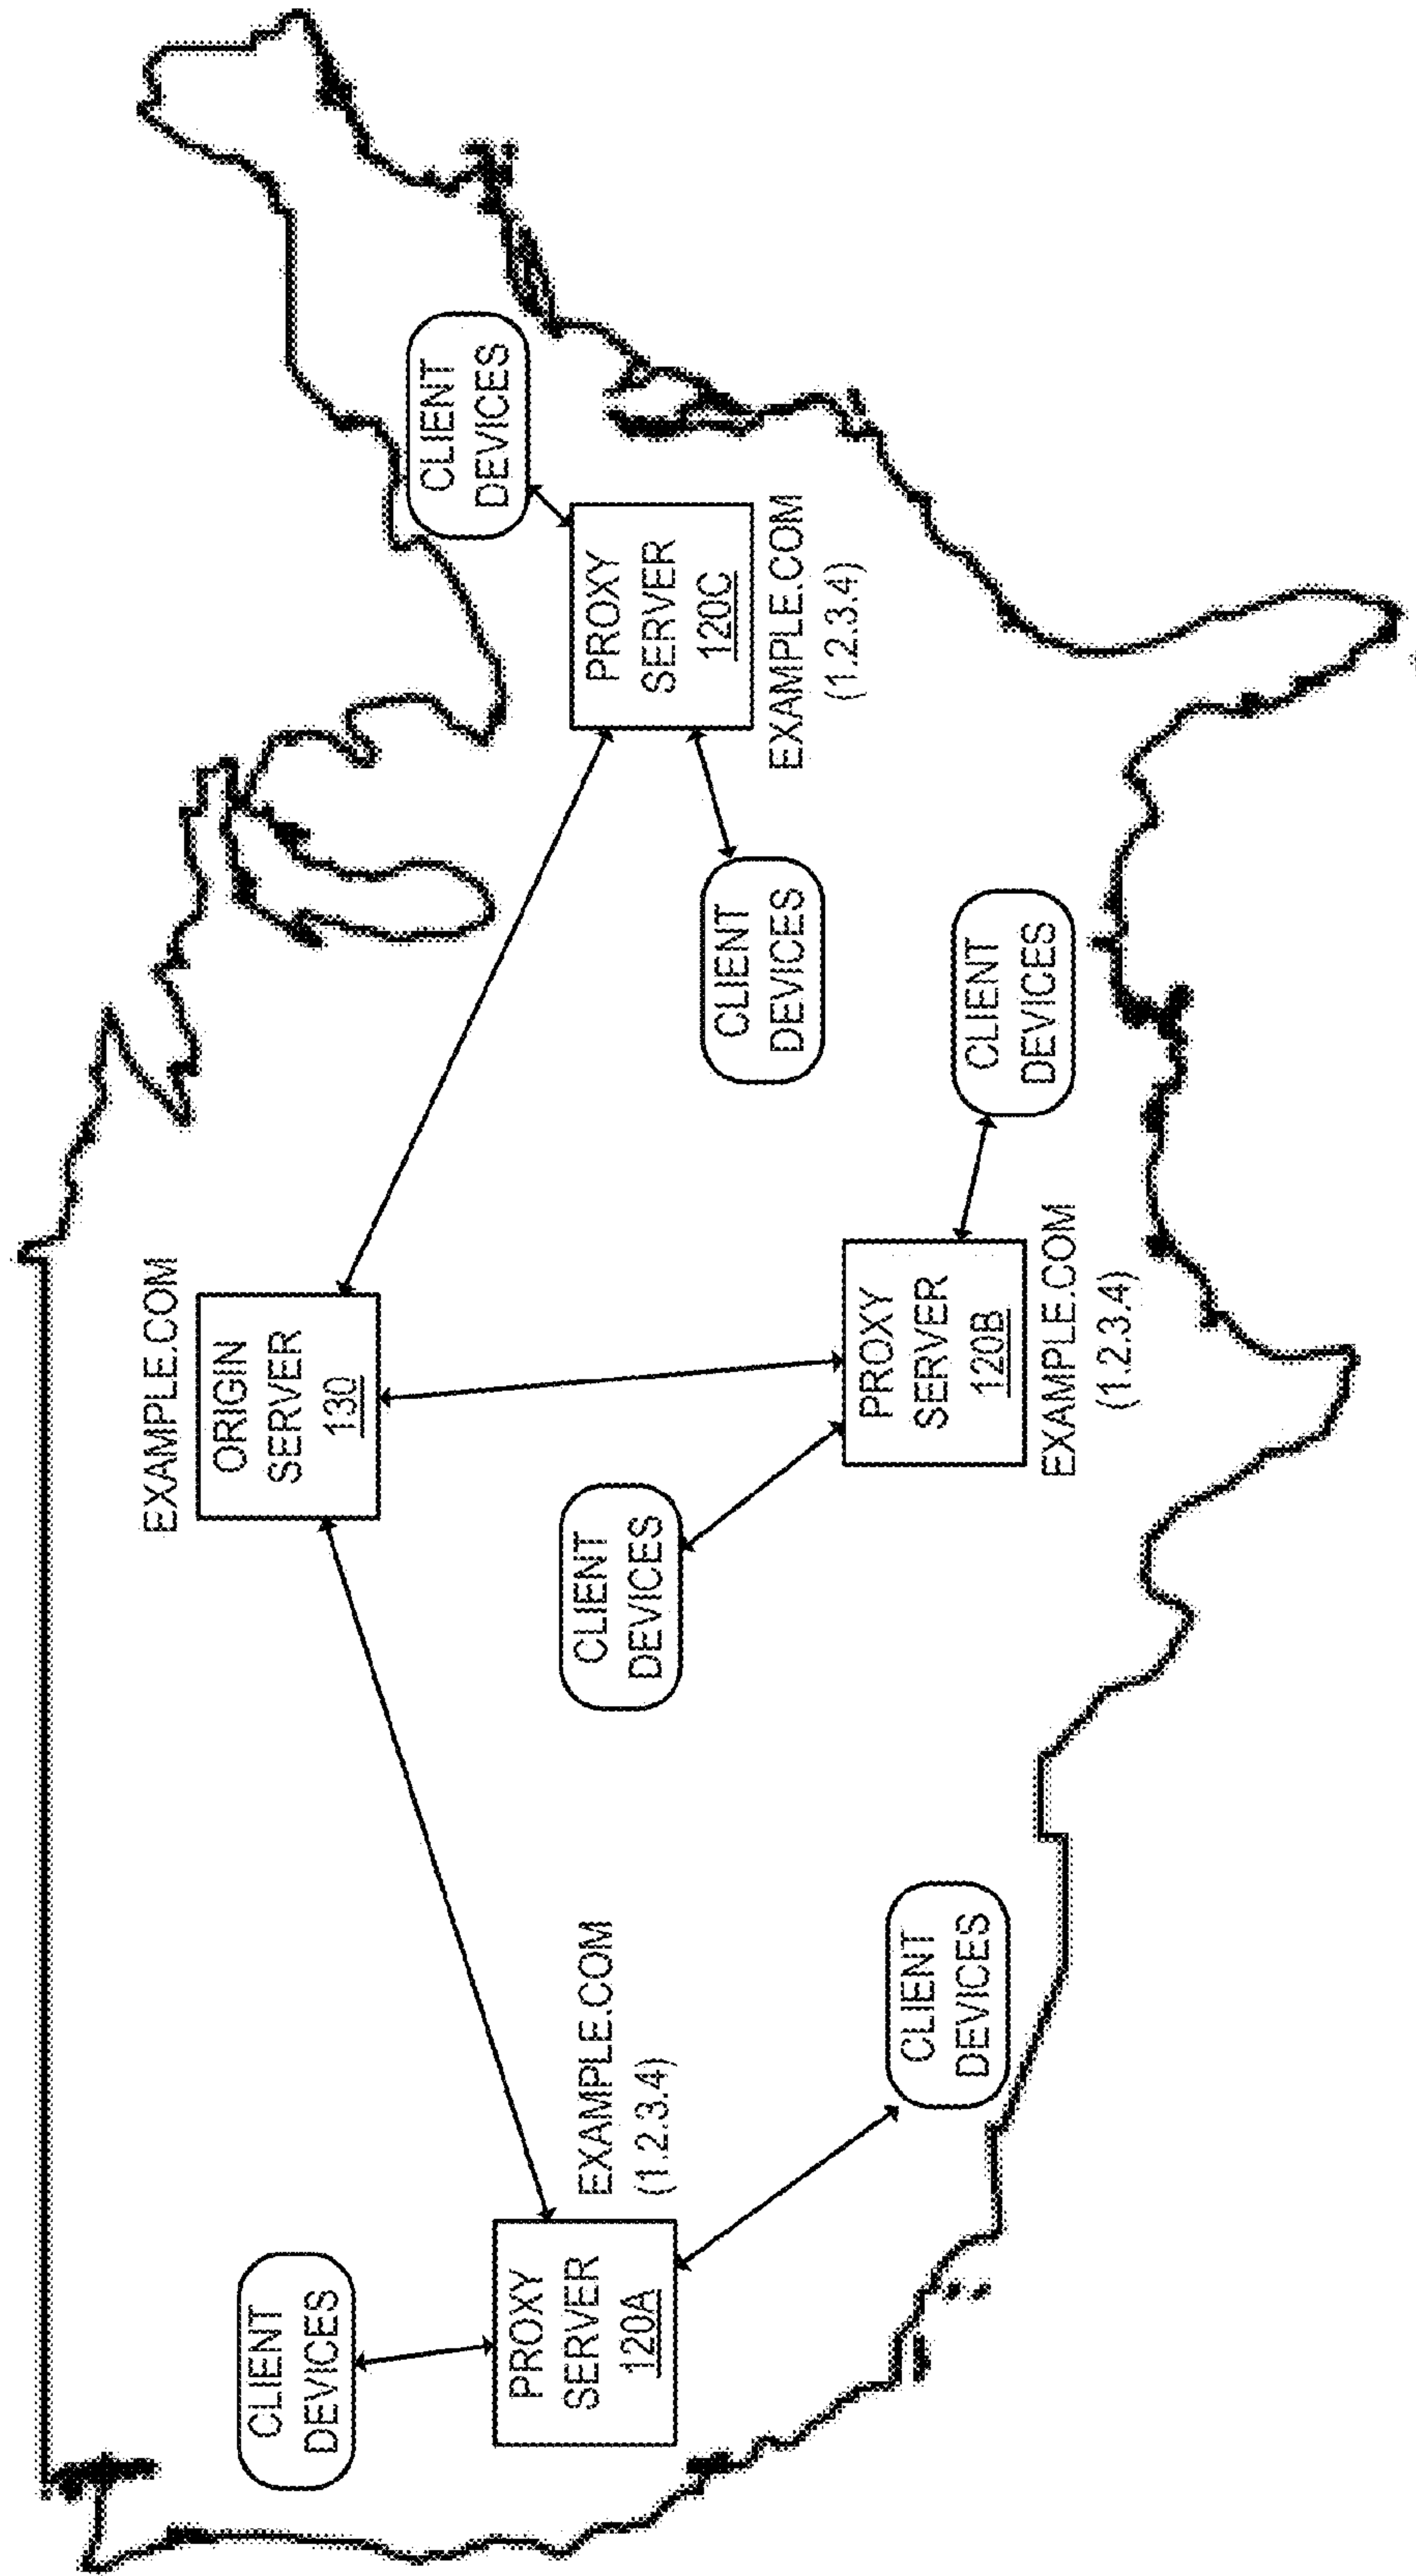 EXAMPLE.COM
ORIGIN
SERVER
130
CLIENT
DEVICES
PROXY
SERVER
120A
EXAMPLE.COM
(1.2.3.4)
CLIENT
DEVICES
CLIENT
DEVICES
PROXY
SERVER
120B
EXAMPLE.COM
(1.2.3.4)
CLIENT
DEVICES
CLIENT
DEVICES
PROXY
SERVER
120C
EXAMPLE.COM
(1.2.3.4)
CLIENT
DEVICES